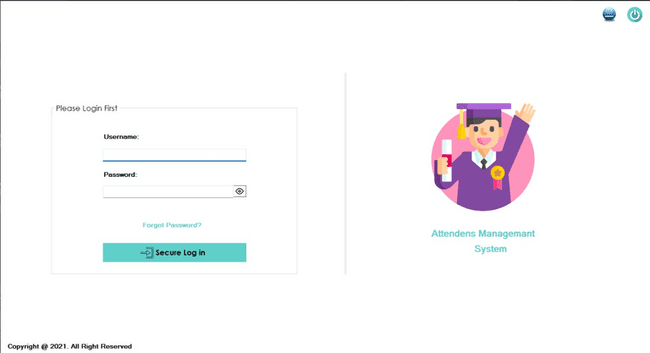 Please Login First
Username:
Password:
Forgot Password?
Secure Log in
Attendens Managemant
System
Copyright @ 2021. All Right Reserved